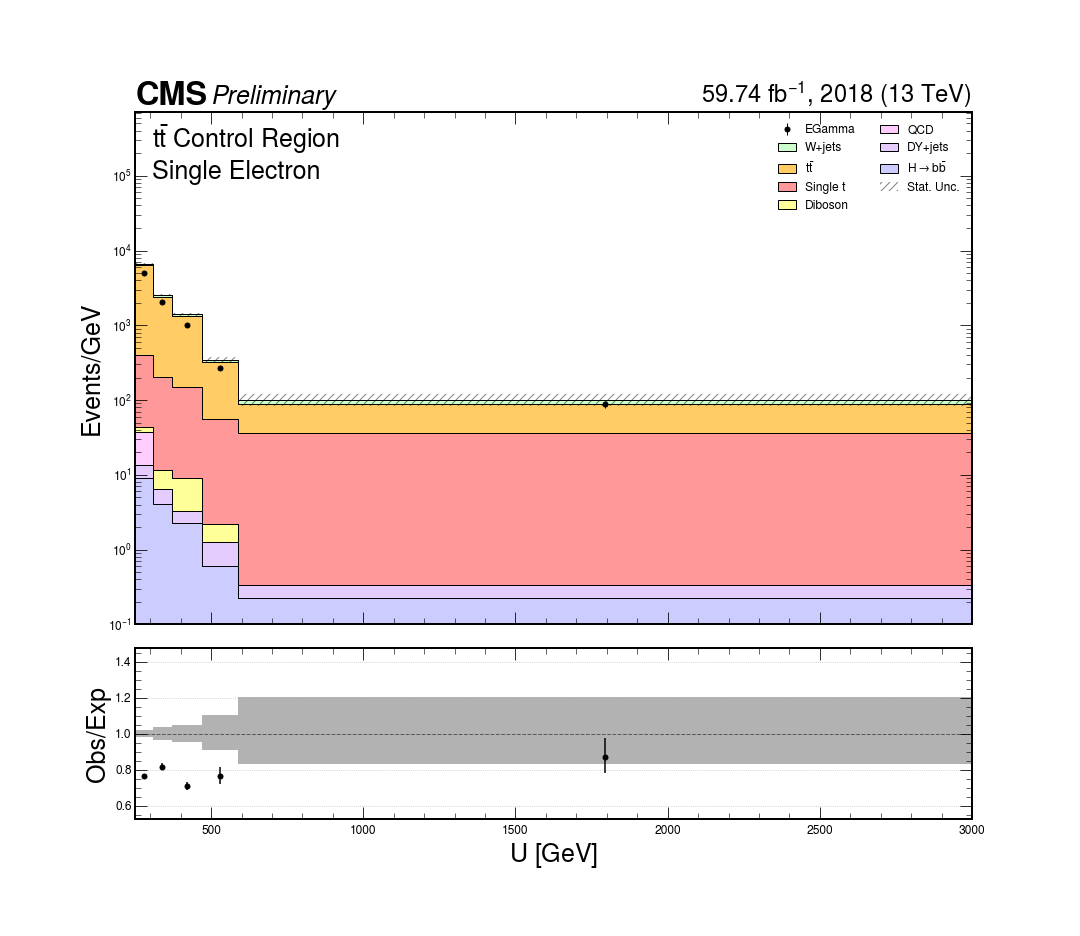 CMS Preliminary
59.74 fb⁻¹, 2018 (13 TeV)
tt̄ Control Region
Single Electron
EGamma
W+jets
tt̄
Single t
Diboson
QCD
DY+jets
H→bb̄
Stat. Unc.
Events/GeV
10⁵
10⁴
10³
10²
10¹
10⁰
10⁻¹
Obs/Exp
1.4
1.2
1.0
0.8
0.6
500 1000 1500 2000 2500 3000
U [GeV]